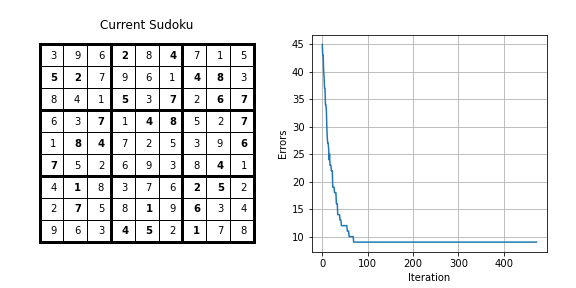 Current Sudoku
3 9 6 2 8 4 7 1 5
5 2 7 9 6 1 4 8 3
8 4 1 5 3 7 2 6 7
6 3 7 1 4 8 5 2 7
1 8 4 7 2 5 3 9 6
7 5 2 6 9 3 8 4 1
4 1 8 3 7 6 2 5 2
2 7 5 8 1 9 6 3 4
9 6 3 4 5 2 1 7 8
Errors
45
40
35
30
25
20
15
10
0 100 200 300 400
Iteration